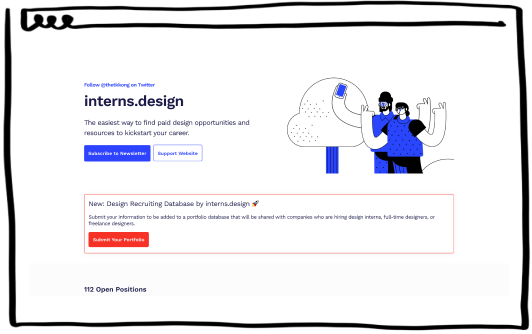 Follow @thetkkong on Twitter
interns.design
The easiest way to find paid design opportunities and
resources to kickstart your career.
Subscribe to Newsletter
Support Website
New: Design Recruiting Database by interns.design 🚀
Submit your information to be added to a portfolio database that will be shared with companies who are hiring design interns, full-time designers, or
freelance designers.
Submit Your Portfolio
112 Open Positions